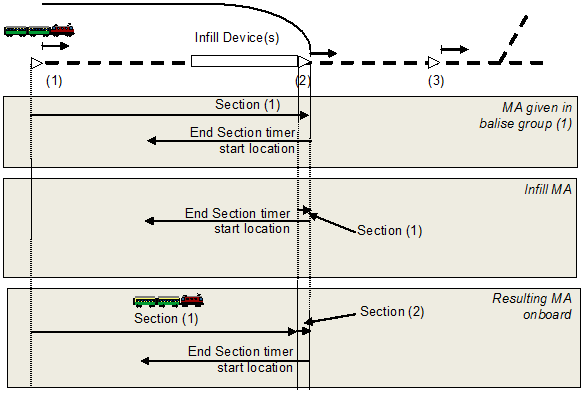 Infill Device(s)
(1)
(2)
(3)
Section (1)
MA given in
balise group (1)
End Section timer
start location
Infill MA
End Section timer
start location
Section (1)
Resulting MA
onboard
Section (1)
Section (2)
End Section timer
start location